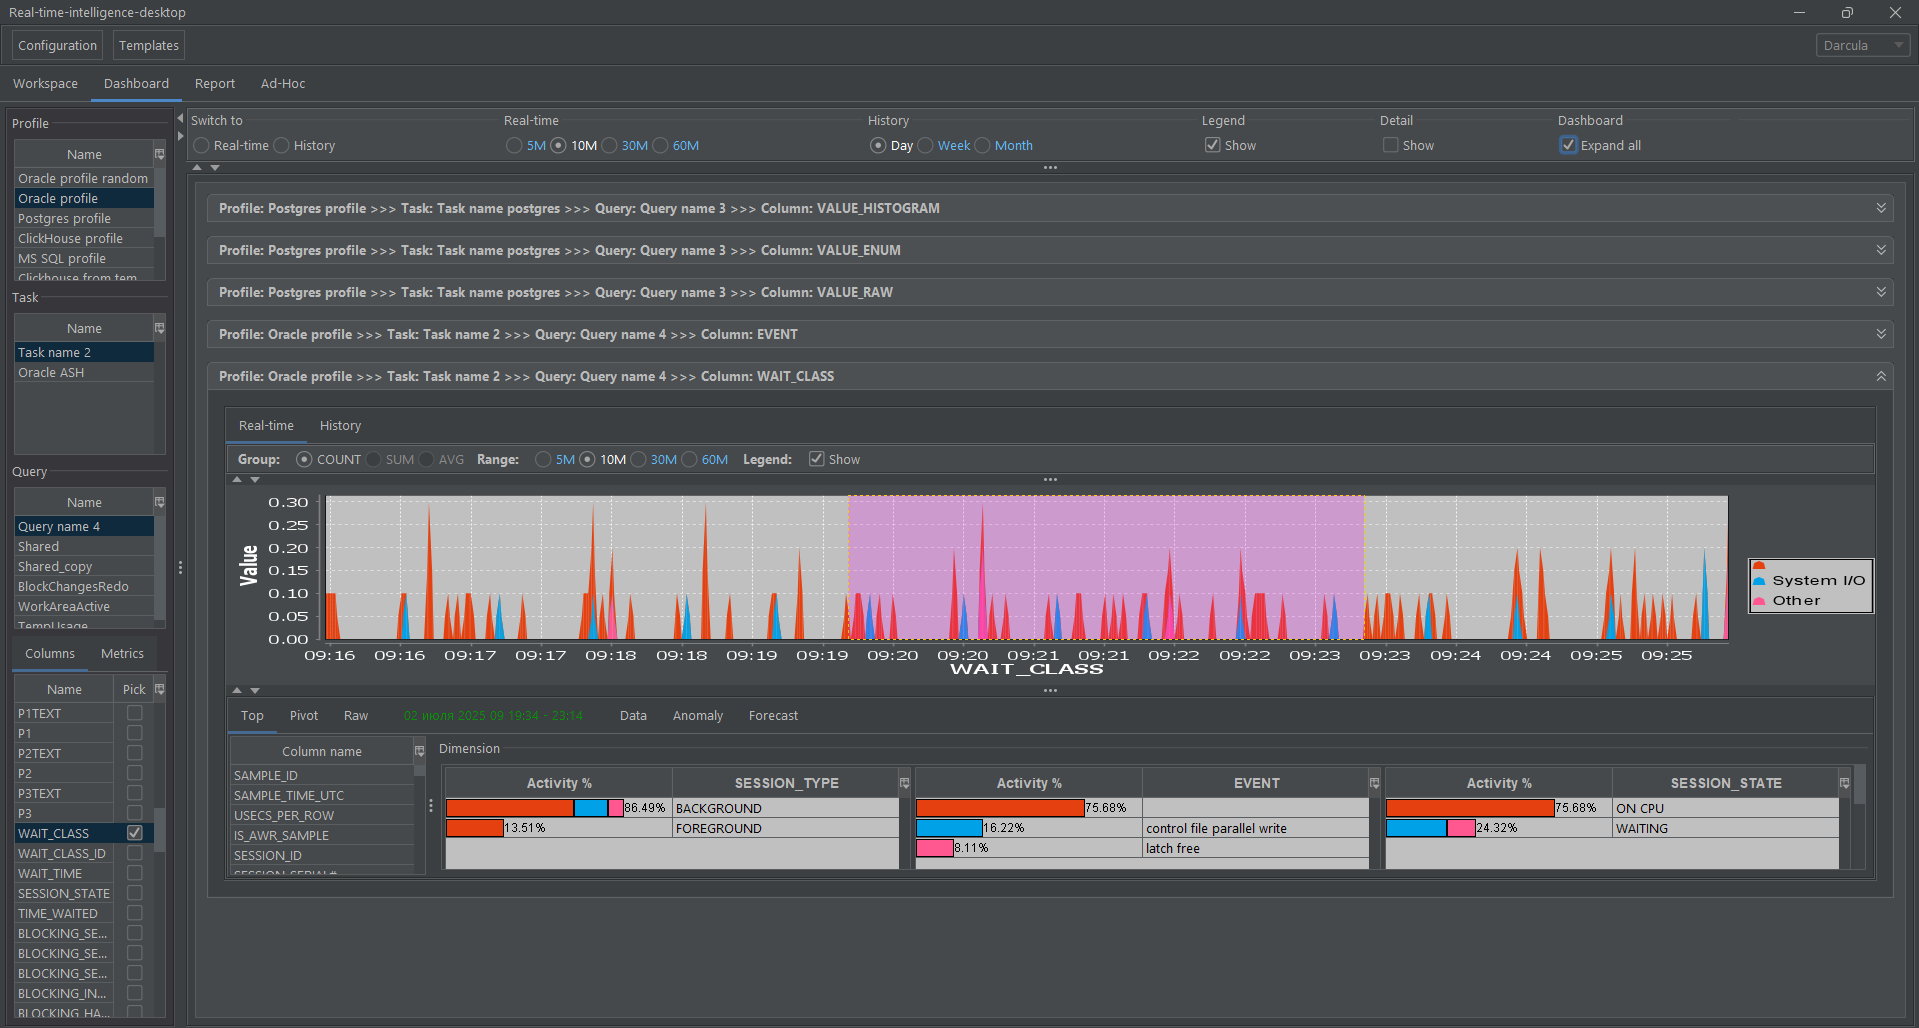 Real-time-intelligence-desktop
Configuration Templates Darcula
Workspace Dashboard Report Ad-Hoc
Profile
Name
Oracle profile random
Oracle profile
Postgres profile
ClickHouse profile
MS SQL profile
Clickhouse from tem
Task
Name
Task name 2
Oracle ASH
Query
Name
Query name 4
Shared
Shared_copy
BlockChangesRedo
WorkAreaActive
TempUsage
Columns Metrics
Name Pick
P1TEXT
P1
P2TEXT
P2
P3TEXT
P3
WAIT_CLASS
WAIT_CLASS_ID
WAIT_TIME
SESSION_STATE
TIME_WAITED
BLOCKING_SE...
BLOCKING_SE...
BLOCKING_SE...
BLOCKING_IN...
BLOCKING_HA...
Switch to Real-time History Legend Detail Dashboard
Real-time History 5M 10M 30M 60M Day Week Month Show Show Expand all
Profile: Postgres profile >>> Task: Task name postgres >>> Query: Query name 3 >>> Column: VALUE_HISTOGRAM
Profile: Postgres profile >>> Task: Task name postgres >>> Query: Query name 3 >>> Column: VALUE_ENUM
Profile: Postgres profile >>> Task: Task name postgres >>> Query: Query name 3 >>> Column: VALUE_RAW
Profile: Oracle profile >>> Task: Task name 2 >>> Query: Query name 4 >>> Column: EVENT
Profile: Oracle profile >>> Task: Task name 2 >>> Query: Query name 4 >>> Column: WAIT_CLASS
Real-time History
Group: COUNT SUM AVG Range: 5M 10M 30M 60M Legend: Show
Value
0.30
0.25
0.20
0.15
0.10
0.05
0.00
09:16 09:16 09:17 09:17 09:18 09:18 09:19 09:19 09:20 09:20 09:21 09:21 09:22 09:22 09:23 09:23 09:24 09:24 09:25 09:25
WAIT_CLASS
System I/O
Other
Top Pivot Raw 02 июля 2025 09:19:34 - 23:14 Data Anomaly Forecast
Column name
SAMPLE_ID
SAMPLE_TIME_UTC
USECS_PER_ROW
IS_AWR_SAMPLE
SESSION_ID
SESSION_SERIAL#
Dimension
Activity % SESSION_TYPE
86.49% BACKGROUND
13.51% FOREGROUND
Activity % EVENT
75.68%
16.22% control file parallel write
8.11% latch free
Activity % SESSION_STATE
75.68% ON CPU
24.32% WAITING